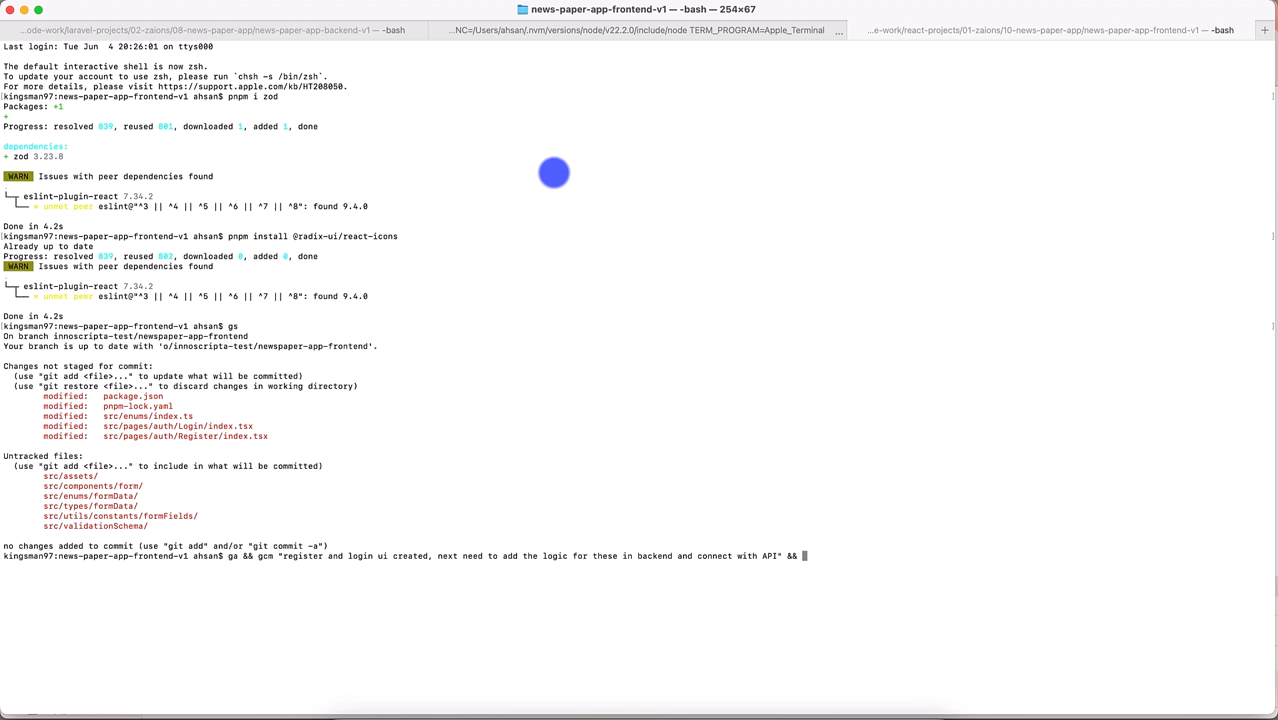 news-paper-app-frontend-v1 — -bash — 254×67
...ode-work/laravel-projects/02-zaions/08-news-paper-app/news-paper-app-backend-v1 — -bash
...NC=/Users/ahsan/.nvm/versions/node/v22.2.0/include/node TERM_PROGRAM=Apple_Terminal ...
...e-work/react-projects/01-zaions/10-news-paper-app/news-paper-app-frontend-v1 — -bash
Last login: Tue Jun  4 20:26:01 on ttys000
The default interactive shell is now zsh.
To update your account to use zsh, please run `chsh -s /bin/zsh`.
For more details, please visit https://support.apple.com/kb/HT208050.
[kingsman97:news-paper-app-frontend-v1 ahsan$ pnpm i zod ]
Packages: +1
+
Progress: resolved 839, reused 801, downloaded 1, added 1, done
dependencies:
+ zod 3.23.8
WARN  Issues with peer dependencies found
.
└─┬ eslint-plugin-react 7.34.2
  └── ✕ unmet peer eslint@"^3 || ^4 || ^5 || ^6 || ^7 || ^8": found 9.4.0
Done in 4.2s
[kingsman97:news-paper-app-frontend-v1 ahsan$ pnpm install @radix-ui/react-icons ]
Already up to date
Progress: resolved 839, reused 802, downloaded 0, added 0, done
WARN  Issues with peer dependencies found
.
└─┬ eslint-plugin-react 7.34.2
  └── ✕ unmet peer eslint@"^3 || ^4 || ^5 || ^6 || ^7 || ^8": found 9.4.0
Done in 4.2s
[kingsman97:news-paper-app-frontend-v1 ahsan$ gs ]
On branch innoscripta-test/newspaper-app-frontend
Your branch is up to date with 'o/innoscripta-test/newspaper-app-frontend'.
Changes not staged for commit:
  (use "git add <file>..." to update what will be committed)
  (use "git restore <file>..." to discard changes in working directory)
        modified:   package.json
        modified:   pnpm-lock.yaml
        modified:   src/enums/index.ts
        modified:   src/pages/auth/Login/index.tsx
        modified:   src/pages/auth/Register/index.tsx
Untracked files:
  (use "git add <file>..." to include in what will be committed)
        src/assets/
        src/components/form/
        src/enums/formData/
        src/types/formData/
        src/utils/constants/formFields/
        src/validationSchema/
no changes added to commit (use "git add" and/or "git commit -a")
kingsman97:news-paper-app-frontend-v1 ahsan$ ga && gcm "register and login ui created, next need to add the logic for these in backend and connect with API" &&